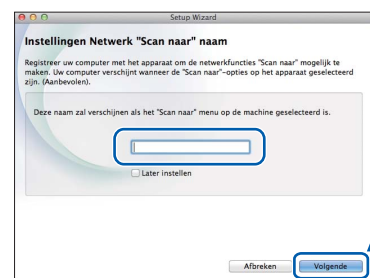 Setup Wizard
Instellingen Netwerk "Scan naar" naam
Registreer uw computer met het apparaat om de netwerkfuncties "Scan naar" mogelijk te
maken. Uw computer verschijnt wanneer de "Scan naar"-opties op het apparaat geselecteerd
zijn. (Aanbevolen).
Deze naam zal verschijnen als het "Scan naar" menu op de machine geselecteerd is.
Later instellen
Afbreken
Volgende